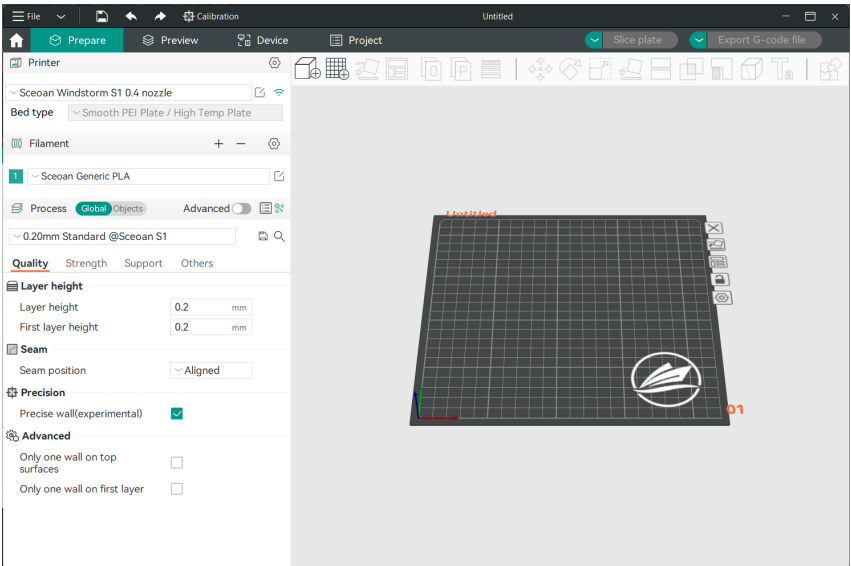 File Calibration Untitled
Prepare Preview Device Project Slice plate Export G-code file
Printer
Sceoan Windstorm S1 0.4 nozzle
Bed type Smooth PEI Plate / High Temp Plate
Filament
1 Sceoan Generic PLA
Process Global Objects Advanced
0.20mm Standard @Sceoan S1
Quality Strength Support Others
Layer height
Layer height 0.2 mm
First layer height 0.2 mm
Seam
Seam position Aligned
Precision
Precise wall(experimental)
Advanced
Only one wall on top
surfaces
Only one wall on first layer
Untitled
01